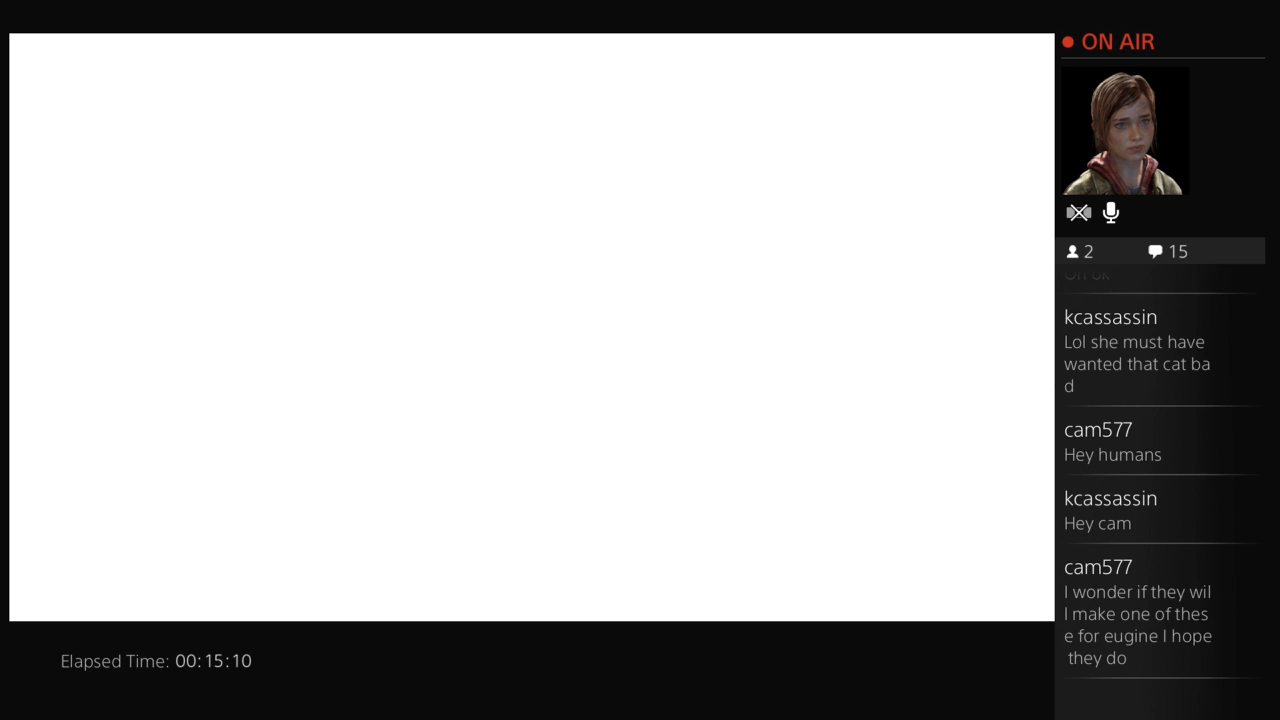 ON AIR
2 15
Oh ok
kcassassin
Lol she must have
wanted that cat ba
d
cam577
Hey humans
kcassassin
Hey cam
cam577
I wonder if they wil
l make one of thes
e for eugine I hope
they do
Elapsed Time: 00:15:10